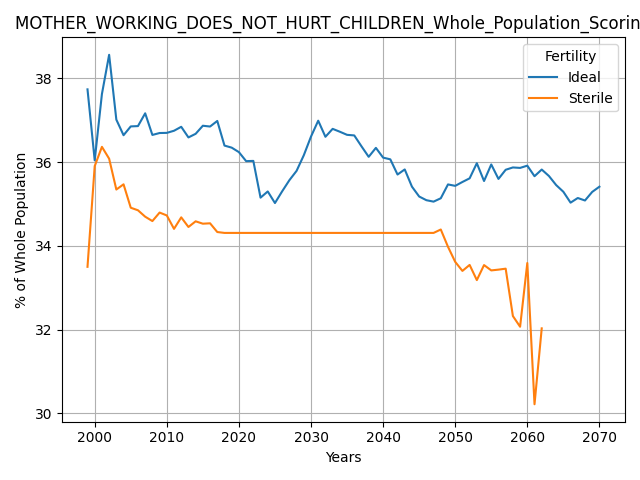 MOTHER_WORKING_DOES_NOT_HURT_CHILDREN_Whole_Population_Scorin
Fertility
Ideal
Sterile
% of Whole Population
38
36
34
32
30
2000 2010 2020 2030 2040 2050 2060 2070
Years